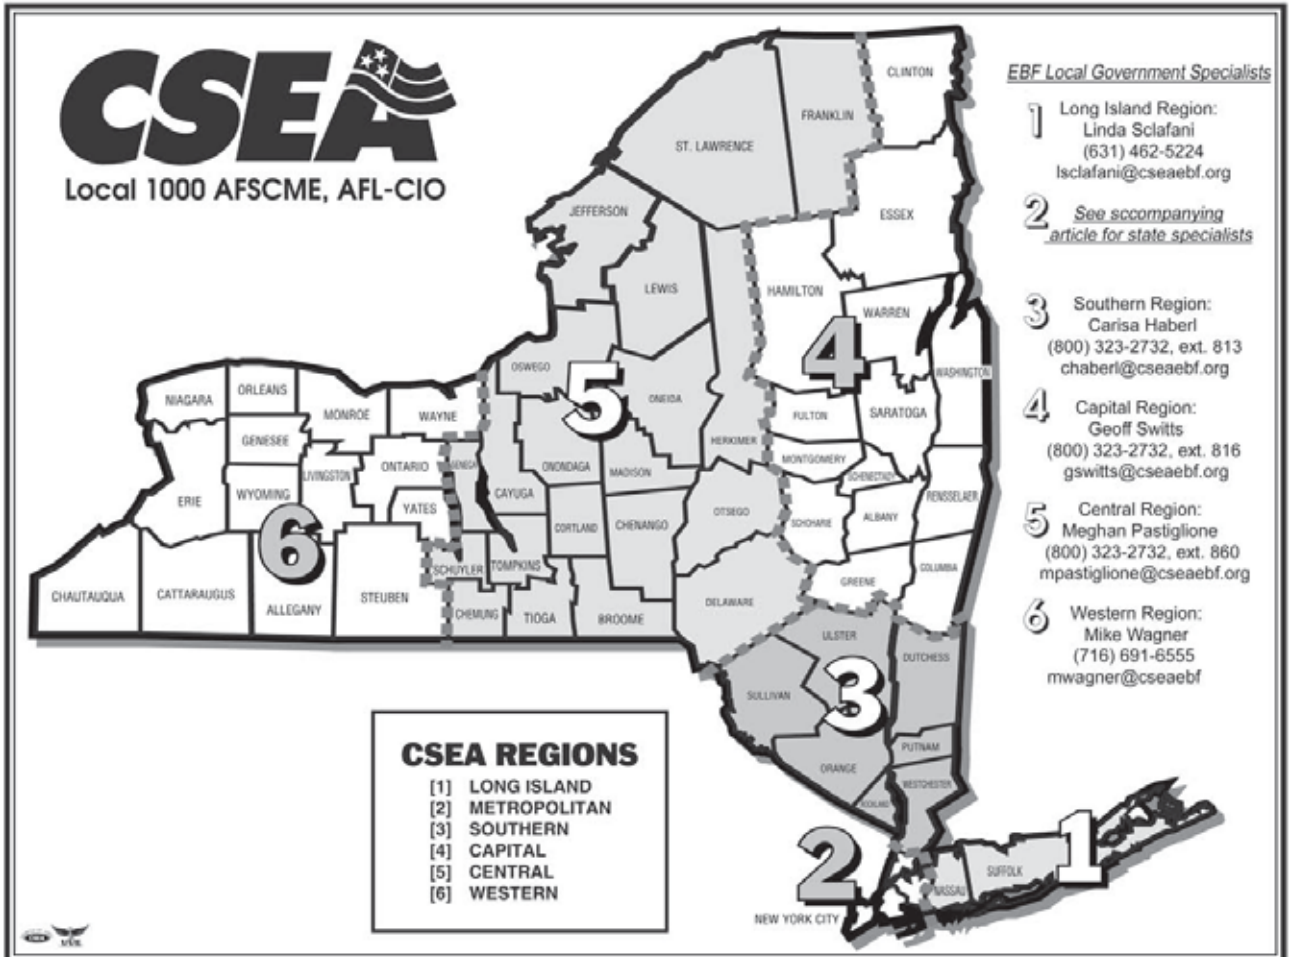 CSEA
Local 1000 AFSCME, AFL-CIO
EBF Local Government Specialists
1 Long Island Region:
Linda Sclafani
(631) 462-5224
lsclafani@cseaebf.org
2 See sccompanying
article for state specialists
3 Southern Region:
Carisa Haberl
(800) 323-2732, ext. 813
chaberl@cseaebf.org
4 Capital Region:
Geoff Switts
(800) 323-2732, ext. 816
gswitts@cseaebf.org
5 Central Region:
Meghan Pastiglione
(800) 323-2732, ext. 860
mpastiglione@cseaebf.org
6 Western Region:
Mike Wagner
(716) 691-6555
mwagner@cseaebf
CLINTON
FRANKLIN
ST. LAWRENCE
JEFFERSON
ESSEX
LEWIS
HAMILTON
WARREN
4
WASHINGTON
OSWEGO
5
ONEIDA
HERKIMER
FULTON
SARATOGA
MONTGOMERY
SCHENECTADY
NIAGARA
ORLEANS
MONROE
WAYNE
GENESEE
ONTARIO
SENECA
LIVINGSTON
ERIE
WYOMING
YATES
6
CAYUGA
ONONDAGA
MADISON
CORTLAND
CHENANGO
OTSEGO
SCHOHARIE
ALBANY
RENSSELAER
CHAUTAUQUA
CATTARAUGUS
ALLEGANY
STEUBEN
SCHUYLER
TOMPKINS
CHEMUNG
TIOGA
BROOME
DELAWARE
GREENE
COLUMBIA
ULSTER
DUTCHESS
SULLIVAN
3
PUTNAM
ORANGE
WESTCHESTER
ROCKLAND
2
NEW YORK CITY
NASSAU
SUFFOLK
1
CSEA REGIONS
[1] LONG ISLAND
[2] METROPOLITAN
[3] SOUTHERN
[4] CAPITAL
[5] CENTRAL
[6] WESTERN